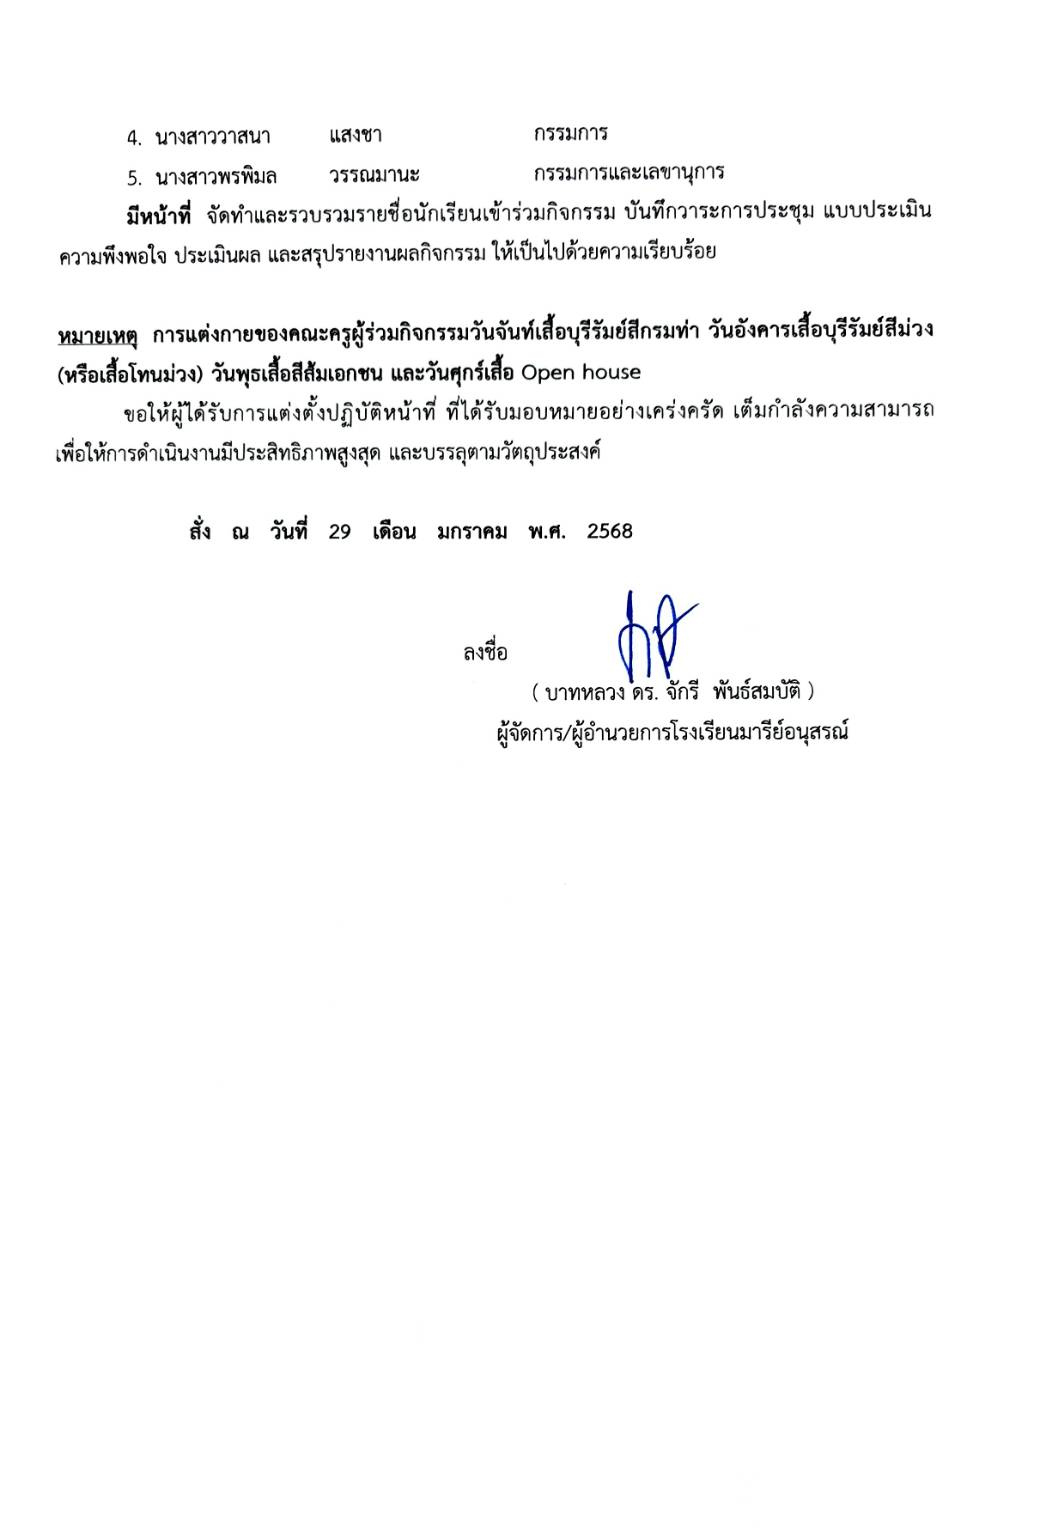 4. นางสาววาสนา แสงชา กรรมการ
5. นางสาวพรพิมล วรรณมานะ กรรมการและเลขานุการ
มีหน้าที่ จัดทำและรวบรวมรายชื่อนักเรียนเข้าร่วมกิจกรรม บันทึกวาระการประชุม แบบประเมิน
ความพึงพอใจ ประเมินผล และสรุปรายงานผลกิจกรรม ให้เป็นไปด้วยความเรียบร้อย
หมายเหตุ การแต่งกายของคณะครูผู้ร่วมกิจกรรมวันจันท์เสื้อบุรีรัมย์สีกรมท่า วันอังคารเสื้อบุรีรัมย์สีม่วง
(หรือเสื้อโทนม่วง) วันพุธเสื้อสีส้มเอกชน และวันศุกร์เสื้อ Open house
ขอให้ผู้ได้รับการแต่งตั้งปฏิบัติหน้าที่ ที่ได้รับมอบหมายอย่างเคร่งครัด เต็มกำลังความสามารถ
เพื่อให้การดำเนินงานมีประสิทธิภาพสูงสุด และบรรลุตามวัตถุประสงค์
สั่ง ณ วันที่ 29 เดือน มกราคม พ.ศ. 2568
ลงชื่อ
( บาทหลวง ดร. จักรี พันธ์สมบัติ )
ผู้จัดการ/ผู้อำนวยการโรงเรียนมารีย์อนุสรณ์